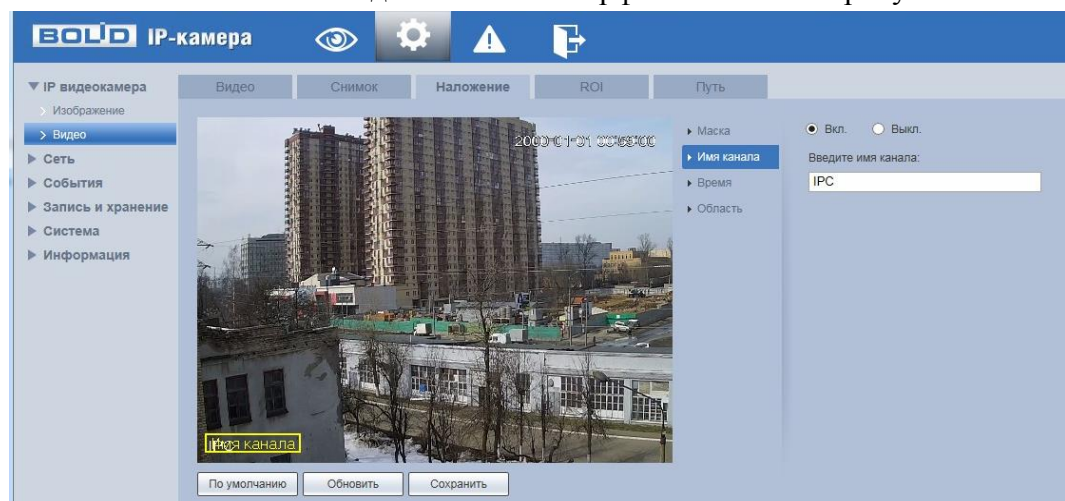 BOLID IP-камера
IP видеокамера
Изображение
Видео
Сеть
События
Запись и хранение
Система
Информация
Видео
Снимок
Наложение
ROI
Путь
Имя канала
Маска
Имя канала
Время
Область
Вкл.
Выкл.
Введите имя канала:
IPC
По умолчанию
Обновить
Сохранить